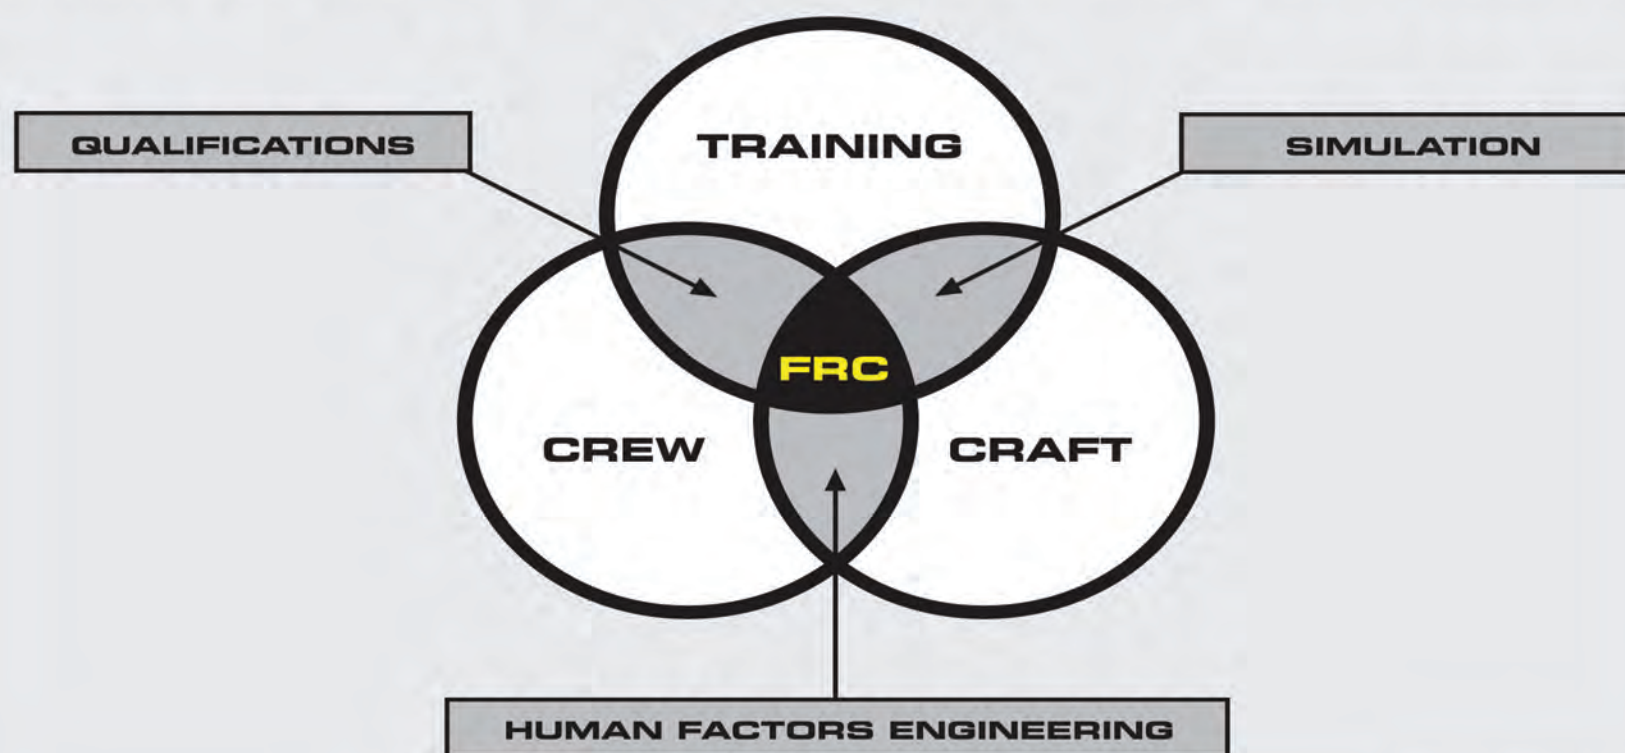 TRAINING
QUALIFICATIONS
SIMULATION
FRC
CREW
CRAFT
HUMAN FACTORS ENGINEERING